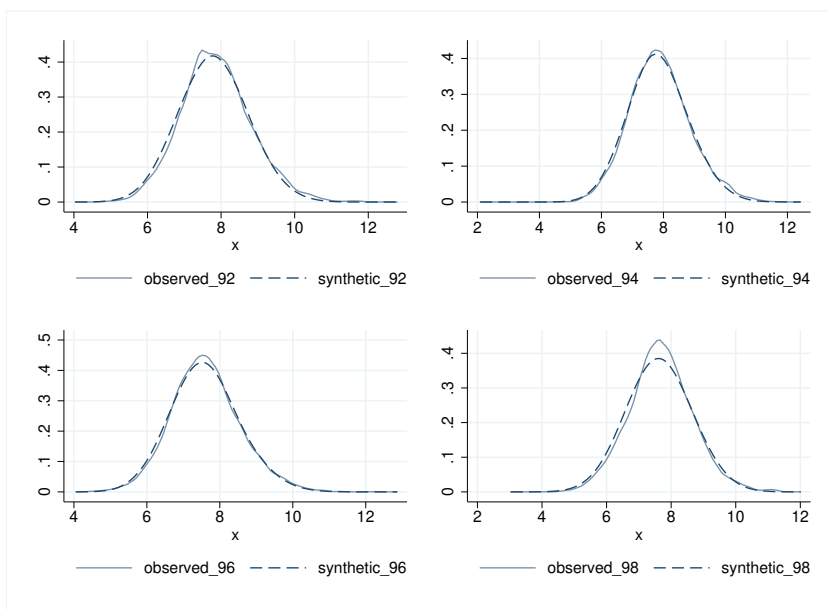 0 .1 .2 .3 .4
4 6 8 10 12
x
observed_92 synthetic_92
0 .1 .2 .3 .4
2 4 6 8 10 12
x
observed_94 synthetic_94
0 .1 .2 .3 .4 .5
4 6 8 10 12
x
observed_96 synthetic_96
0 .1 .2 .3 .4
2 4 6 8 10 12
x
observed_98 synthetic_98